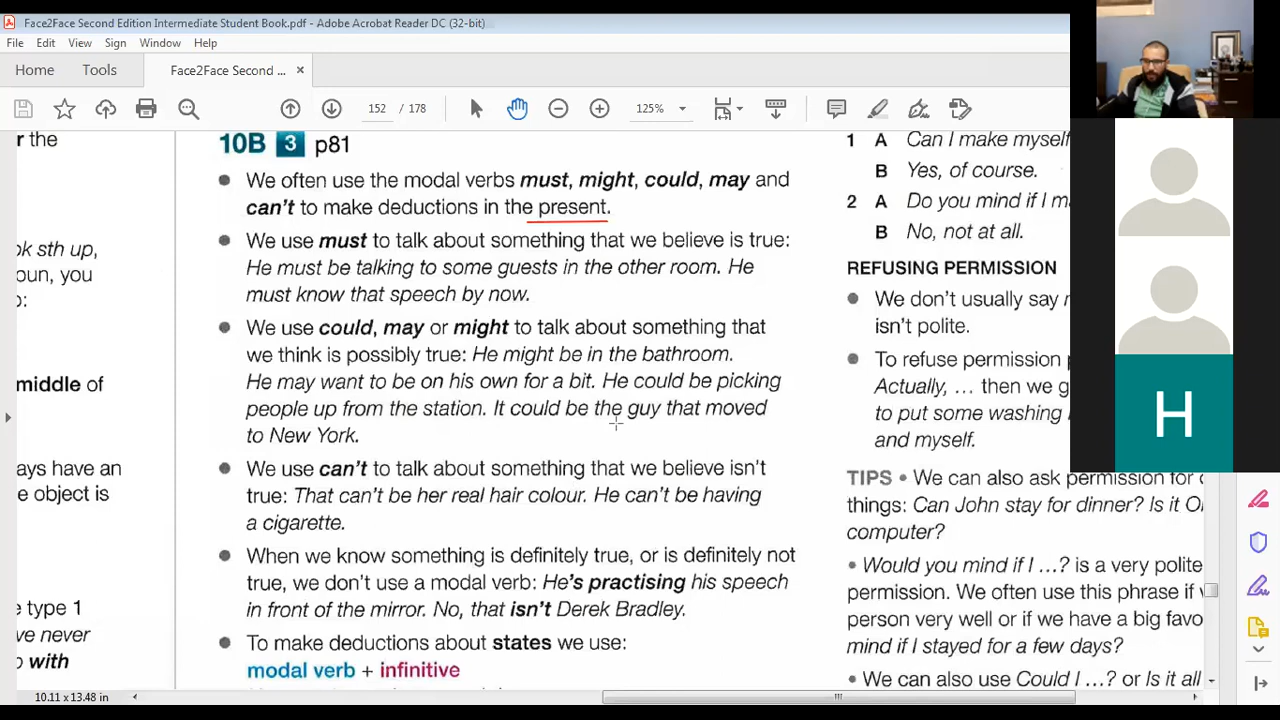 Face2Face Second Edition Intermediate Student Book.pdf - Adobe Acrobat Reader DC (32-bit)
File Edit View Sign Window Help
Home Tools Face2Face Second ... ×
152 / 178 125%
r the
ok sth up,
oun, you
o:
middle of
ays have an
e object is
e type 1
ve never
with
10B 3 p81
We often use the modal verbs must, might, could, may and
can't to make deductions in the present.
We use must to talk about something that we believe is true:
He must be talking to some guests in the other room. He
must know that speech by now.
We use could, may or might to talk about something that
we think is possibly true: He might be in the bathroom.
He may want to be on his own for a bit. He could be picking
people up from the station. It could be the guy that moved
to New York.
We use can't to talk about something that we believe isn't
true: That can't be her real hair colour. He can't be having
a cigarette.
When we know something is definitely true, or is definitely not
true, we don't use a modal verb: He's practising his speech
in front of the mirror. No, that isn't Derek Bradley.
To make deductions about states we use:
modal verb + infinitive
1 A Can I make myself
B Yes, of course.
2 A Do you mind if I m
B No, not at all.
REFUSING PERMISSION
We don't usually say
isn't polite.
To refuse permission
Actually, … then we g
to put some washing
and myself.
TIPS • We can also ask permission for
things: Can John stay for dinner? Is it O
computer?
• Would you mind if I …? is a very polite
permission. We often use this phrase if
person very well or if we have a big favo
mind if I stayed for a few days?
• We can also use Could I …? or Is it all
H
10.11 x 13.48 in